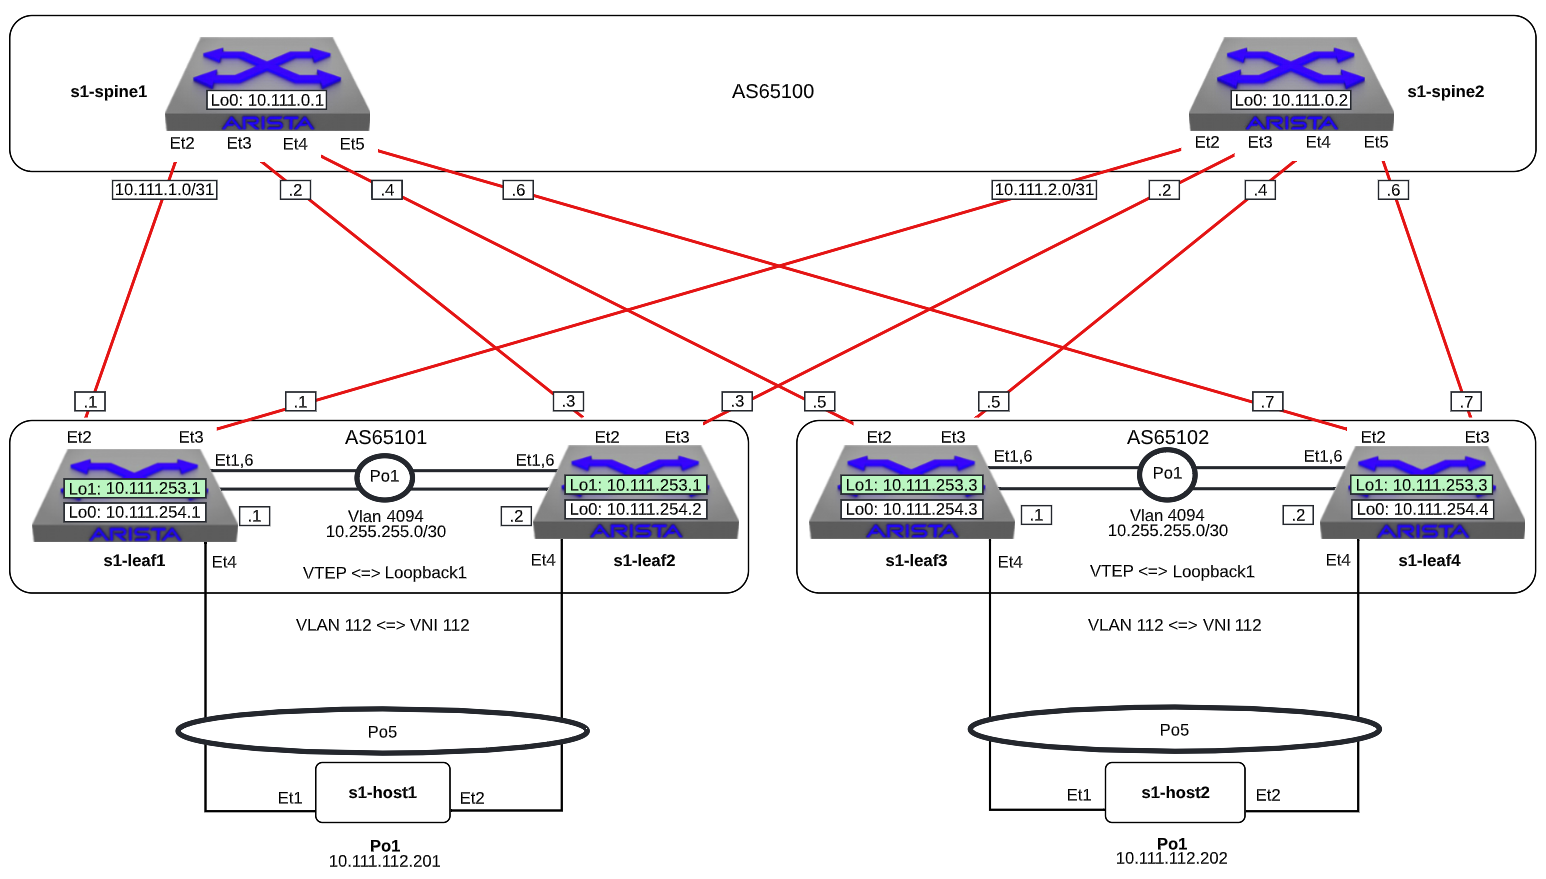 s1-spine1
Lo0: 10.111.0.1
ARISTA
Et2
Et3
Et4
Et5
AS65100
Lo0: 10.111.0.2
ARISTA
s1-spine2
Et2
Et3
Et4
Et5
10.111.1.0/31
.2
.4
.6
10.111.2.0/31
.2
.4
.6
.1
.1
.3
.3
.5
.5
.7
.7
Et2
Et3
AS65101
Et2
Et3
Et1,6
Po1
Et1,6
Lo1: 10.111.253.1
Lo0: 10.111.254.1
ARISTA
Lo1: 10.111.253.1
Lo0: 10.111.254.2
ARISTA
.1
Vlan 4094
10.255.255.0/30
.2
s1-leaf1
Et4
VTEP <=> Loopback1
Et4
s1-leaf2
Et2
Et3
AS65102
Et2
Et3
Et1,6
Po1
Et1,6
Lo1: 10.111.253.3
Lo0: 10.111.254.3
ARISTA
Lo1: 10.111.253.3
Lo0: 10.111.254.4
ARISTA
.1
Vlan 4094
10.255.255.0/30
.2
s1-leaf3
Et4
VTEP <=> Loopback1
Et4
s1-leaf4
VLAN 112 <=> VNI 112
VLAN 112 <=> VNI 112
Po5
Po5
Et1
s1-host1
Et2
Po1
10.111.112.201
Et1
s1-host2
Et2
Po1
10.111.112.202